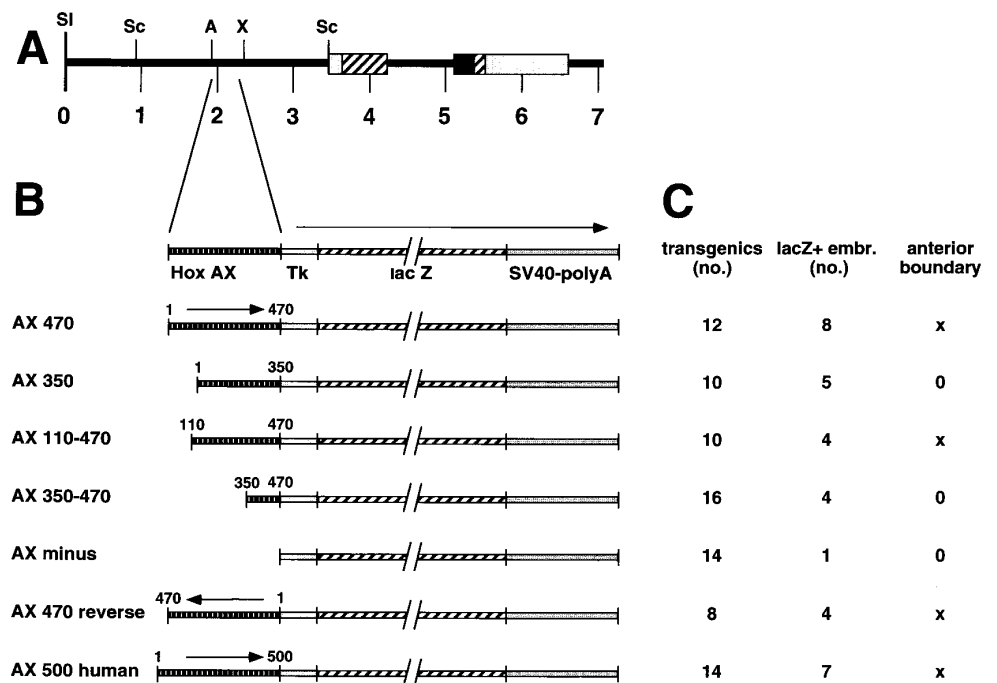 A
SI Sc A X Sc
0 1 2 3 4 5 6 7
B
C
Hox AX Tk lac Z SV40-polyA
transgenics (no.) lacZ+ embr. (no.) anterior boundary
1 470
AX 470 12 8 x
1 350
AX 350 10 5 0
110 470
AX 110-470 10 4 x
350 470
AX 350-470 16 4 0
AX minus 14 1 0
470 1
AX 470 reverse 8 4 x
1 500
AX 500 human 14 7 x